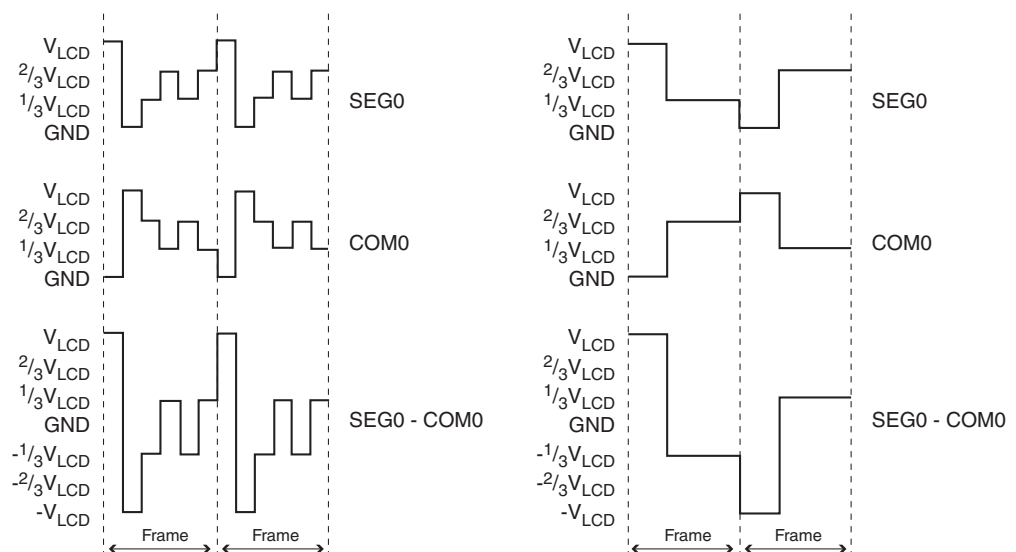 V_LCD
2/3V_LCD
1/3V_LCD
GND
SEG0
V_LCD
2/3V_LCD
1/3V_LCD
GND
COM0
V_LCD
2/3V_LCD
1/3V_LCD
GND
-1/3V_LCD
-2/3V_LCD
-V_LCD
SEG0 - COM0
Frame
Frame
V_LCD
2/3V_LCD
1/3V_LCD
GND
SEG0
V_LCD
2/3V_LCD
1/3V_LCD
GND
COM0
V_LCD
2/3V_LCD
1/3V_LCD
GND
-1/3V_LCD
-2/3V_LCD
-V_LCD
SEG0 - COM0
Frame
Frame